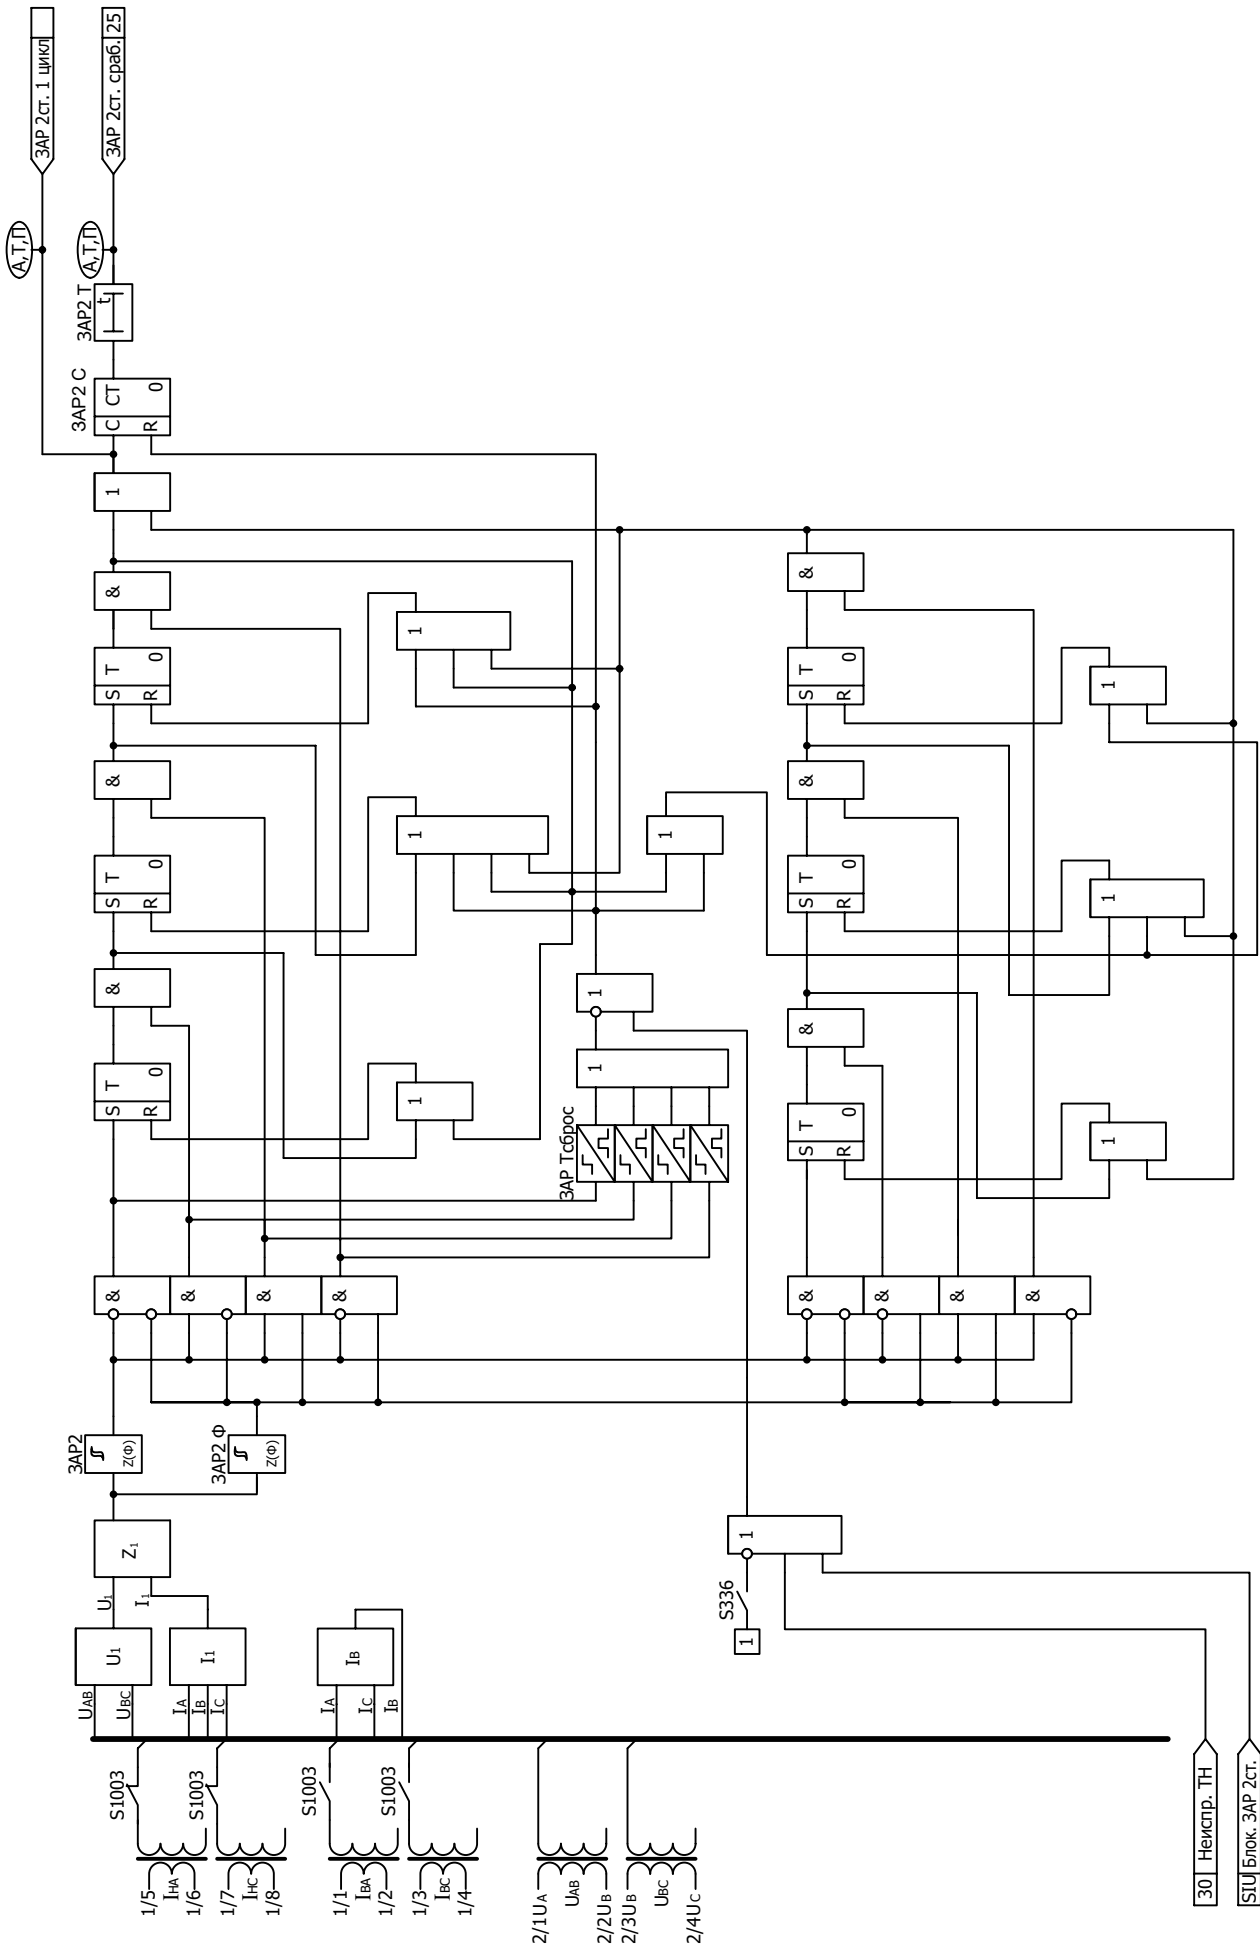 ЗАР 2ст. 1 цикл
ЗАР 2ст. сраб. 25
А,Т,П
А,Т,П
ЗАР2 Т
t
ЗАР2 С
C CT
R 0
1
&
S T
R 0
1
&
S T
R 0
1
&
S T
R 0
1
1
1
1
ЗАР Тсброс
&
&
&
&
&
S T
R 0
1
&
S T
R 0
1
&
S T
R 0
1
&
&
&
&
ЗАР2
Z(Ф)
ЗАР2 Ф
Z(Ф)
Z1
U1
I1
U1
I1
IB
UAB
UBC
IA
IB
IC
IA
IC
IB
S1003
S1003
S1003
S1003
1/5
IНА
1/6
1/7
IНС
1/8
1/1
IВА
1/2
1/3
IВС
1/4
2/1UA
UAB
2/2UB
2/3UB
UBC
2/4UC
S336
1
1
30 Неиспр. ТН
SIU Блок. ЗАР 2ст.